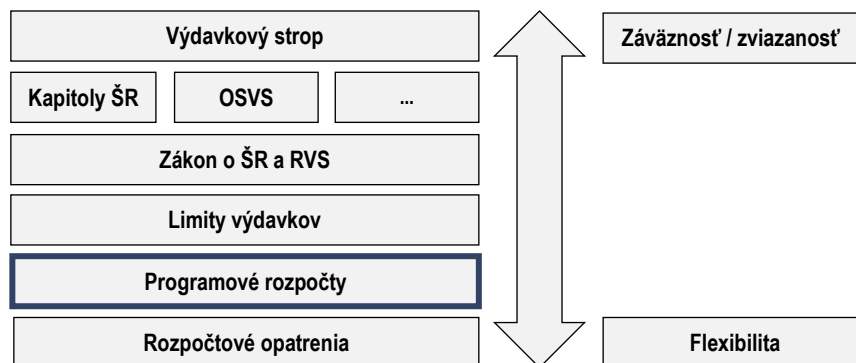 Výdavkový strop
Záväznosť / zviazanosť
Kapitoly ŠR
OSVS
...
Zákon o ŠR a RVS
Limity výdavkov
Programové rozpočty
Rozpočtové opatrenia
Flexibilita